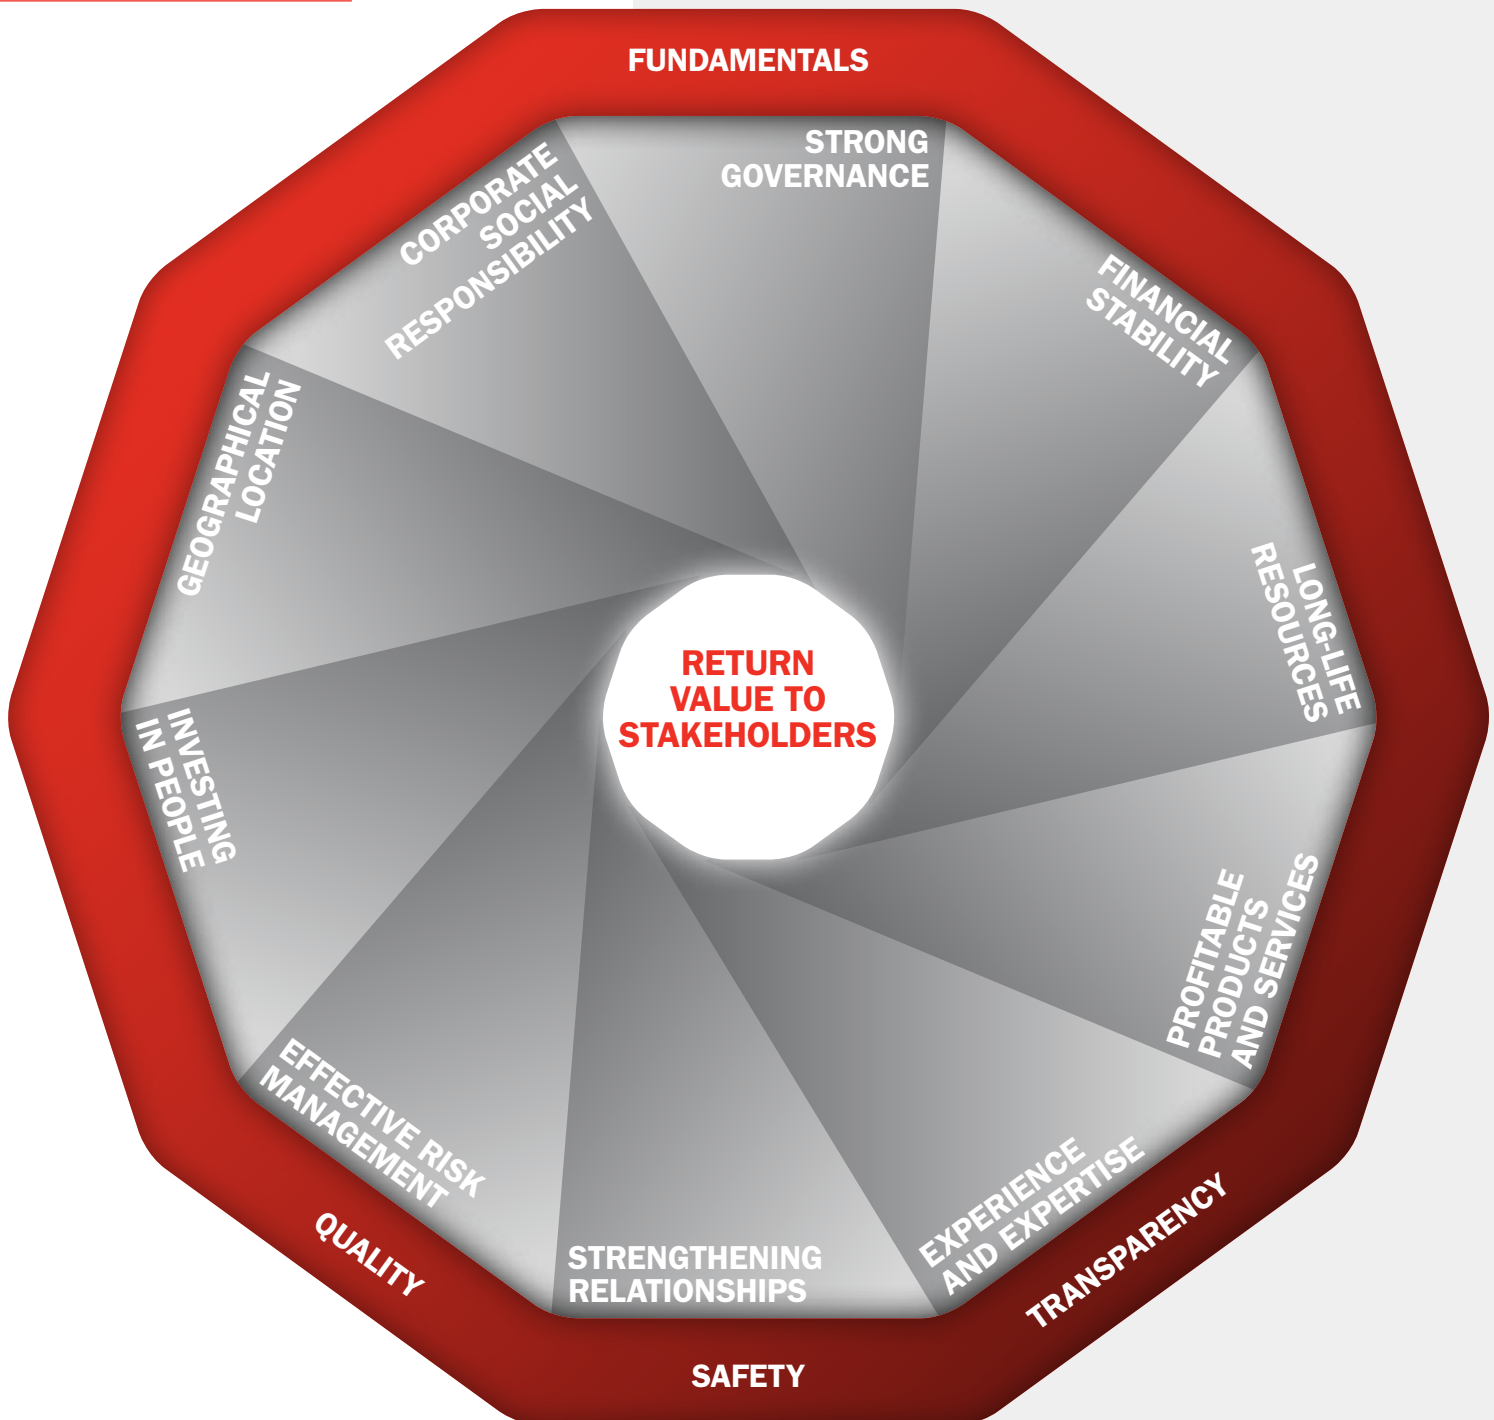 FUNDAMENTALS
STRONG
GOVERNANCE
FINANCIAL
STABILITY
LONG-LIFE
RESOURCES
PROFITABLE
PRODUCTS
AND SERVICES
EXPERIENCE
AND EXPERTISE
STRENGTHENING
RELATIONSHIPS
EFFECTIVE RISK
MANAGEMENT
INVESTING
IN PEOPLE
GEOGRAPHICAL
LOCATION
CORPORATE
SOCIAL
RESPONSIBILITY
RETURN
VALUE TO
STAKEHOLDERS
QUALITY
SAFETY
TRANSPARENCY